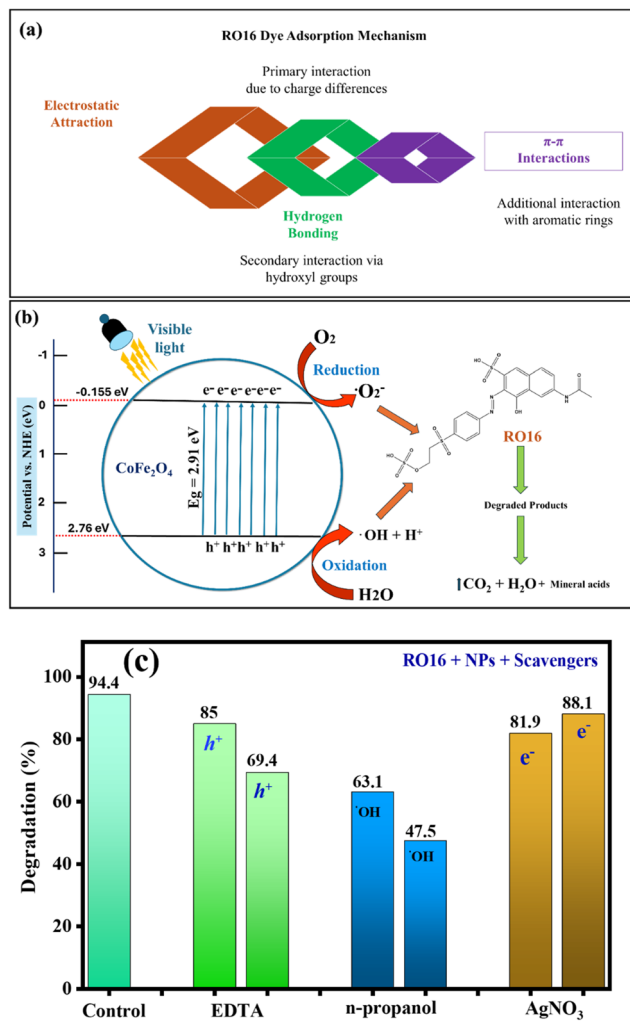 (a)
RO16 Dye Adsorption Mechanism
Primary interaction
due to charge differences
Electrostatic
Attraction
π-π
Interactions
Hydrogen
Bonding
Additional interaction
with aromatic rings
Secondary interaction via
hydroxyl groups
(b)
Visible
light
Potential vs. NHE (eV)
-1
-0.155 eV
0
1
2
2.76 eV
3
CoFe₂O₄
e⁻ e⁻ e⁻ e⁻ e⁻ e⁻
Eg = 2.91 eV
h⁺ h⁺ h⁺ h⁺ h⁺
O₂
Reduction
·O₂⁻
·OH + H⁺
Oxidation
H2O
HO
S
O
O
N
N
OH
NH
O
O
S
O
HO
S
O
O
O
RO16
Degraded Products
CO₂ + H₂O + Mineral acids
(c)
RO16 + NPs + Scavengers
Degradation (%)
100
80
60
40
20
0
94.4
85
h⁺
69.4
h⁺
63.1
·OH
47.5
·OH
81.9
e⁻
88.1
e⁻
Control
EDTA
n-propanol
AgNO₃